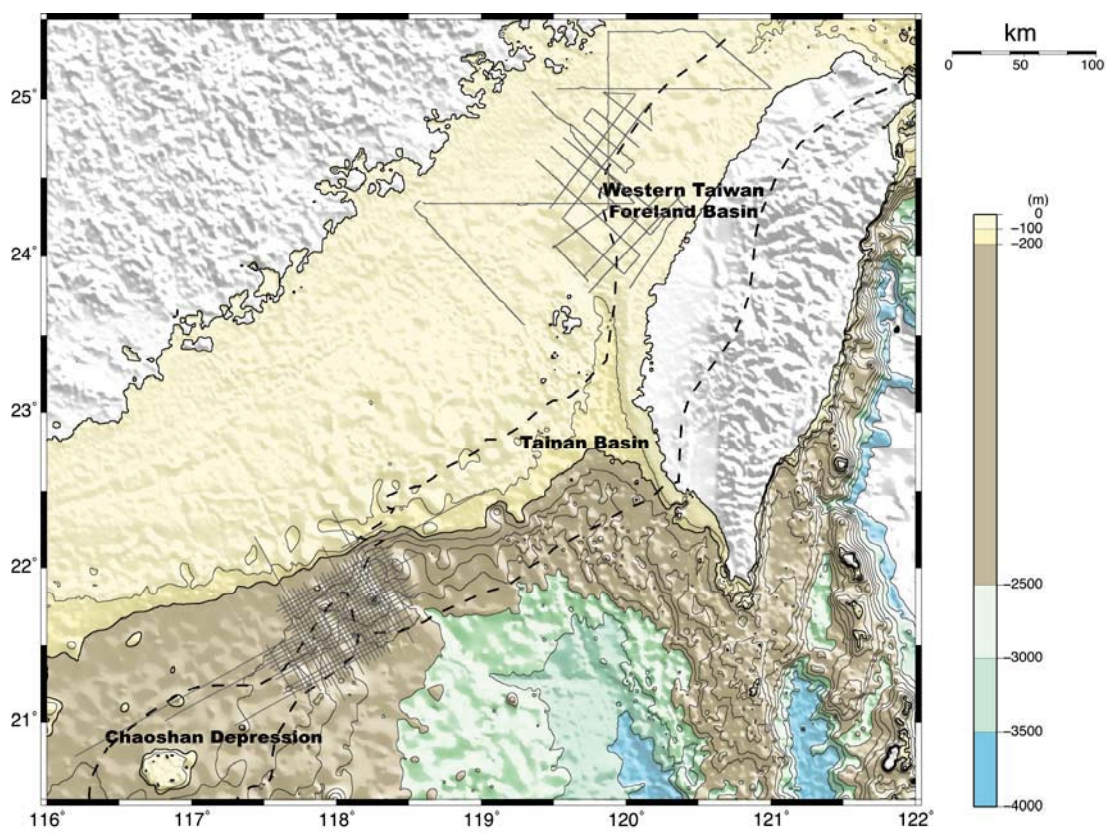 km
0 50 100
25°
24°
23°
22°
21°
116° 117° 118° 119° 120° 121° 122°
Western Taiwan
Foreland Basin
Tainan Basin
Chaoshan Depression
(m)
0
−100
−200
−2500
−3000
−3500
−4000